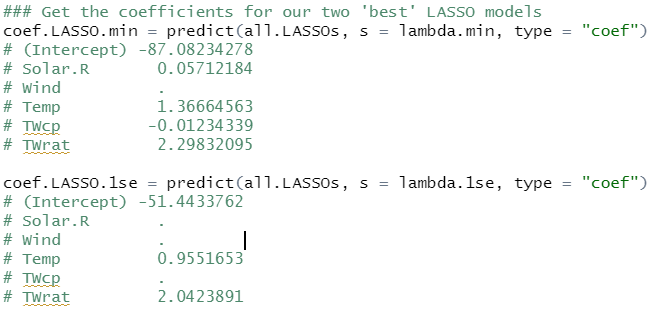 ### Get the coefficients for our two 'best' LASSO models
coef.LASSO.min = predict(all.LASSOs, s = lambda.min, type = "coef")
# (Intercept) -87.08234278
# Solar.R      0.05712184
# Wind         .
# Temp         1.36664563
# TWcp        -0.01234339
# TWrat        2.29832095

coef.LASSO.1se = predict(all.LASSOs, s = lambda.1se, type = "coef")
# (Intercept) -51.4433762
# Solar.R      .
# Wind         .
# Temp         0.9551653
# TWcp         .
# TWrat        2.0423891